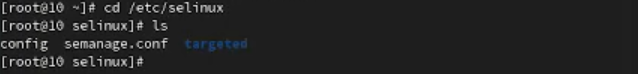 [root@10 ~]# cd /etc/selinux
[root@10 selinux]# ls
config  semanage.conf  targeted
[root@10 selinux]#